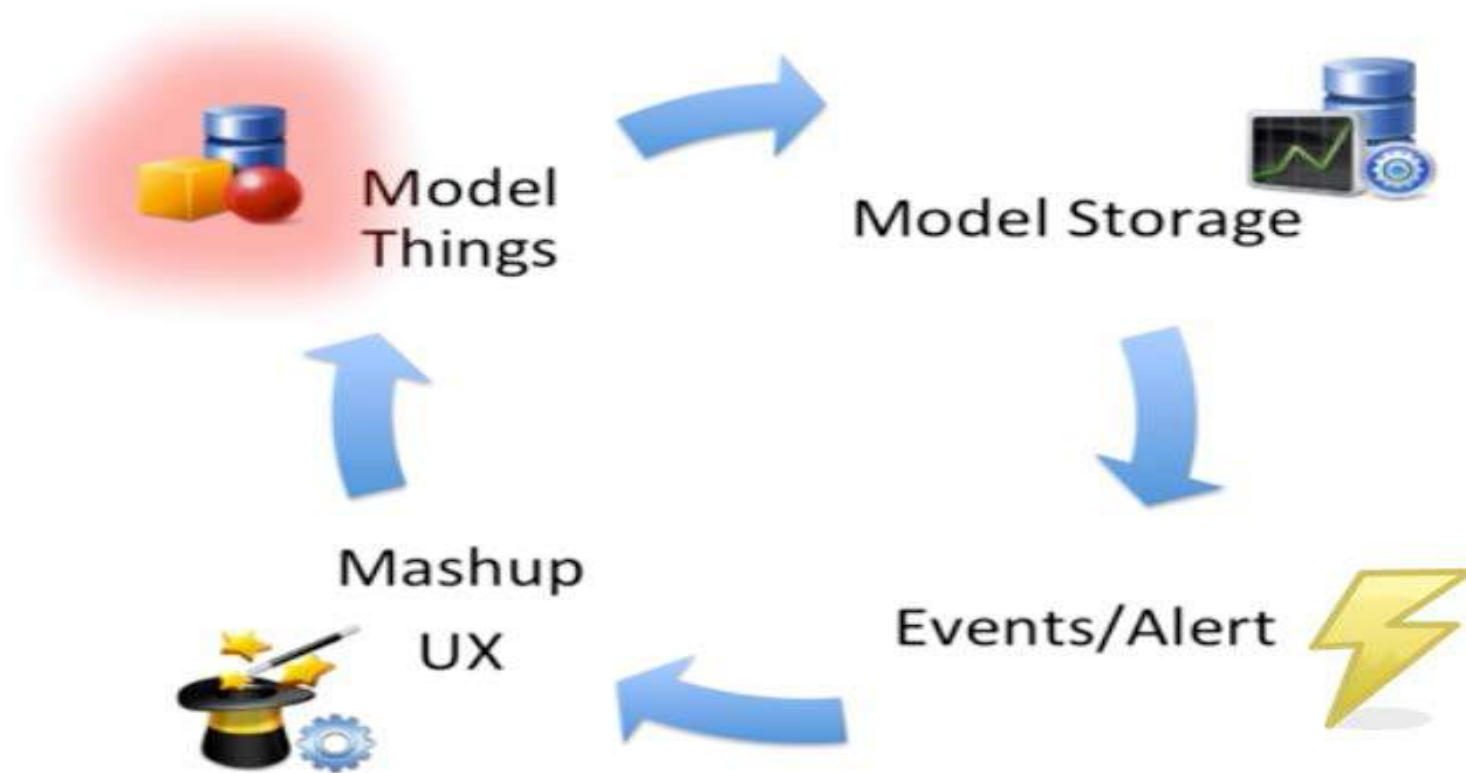 Model
Things
Model Storage
Events/Alert
Mashup
UX